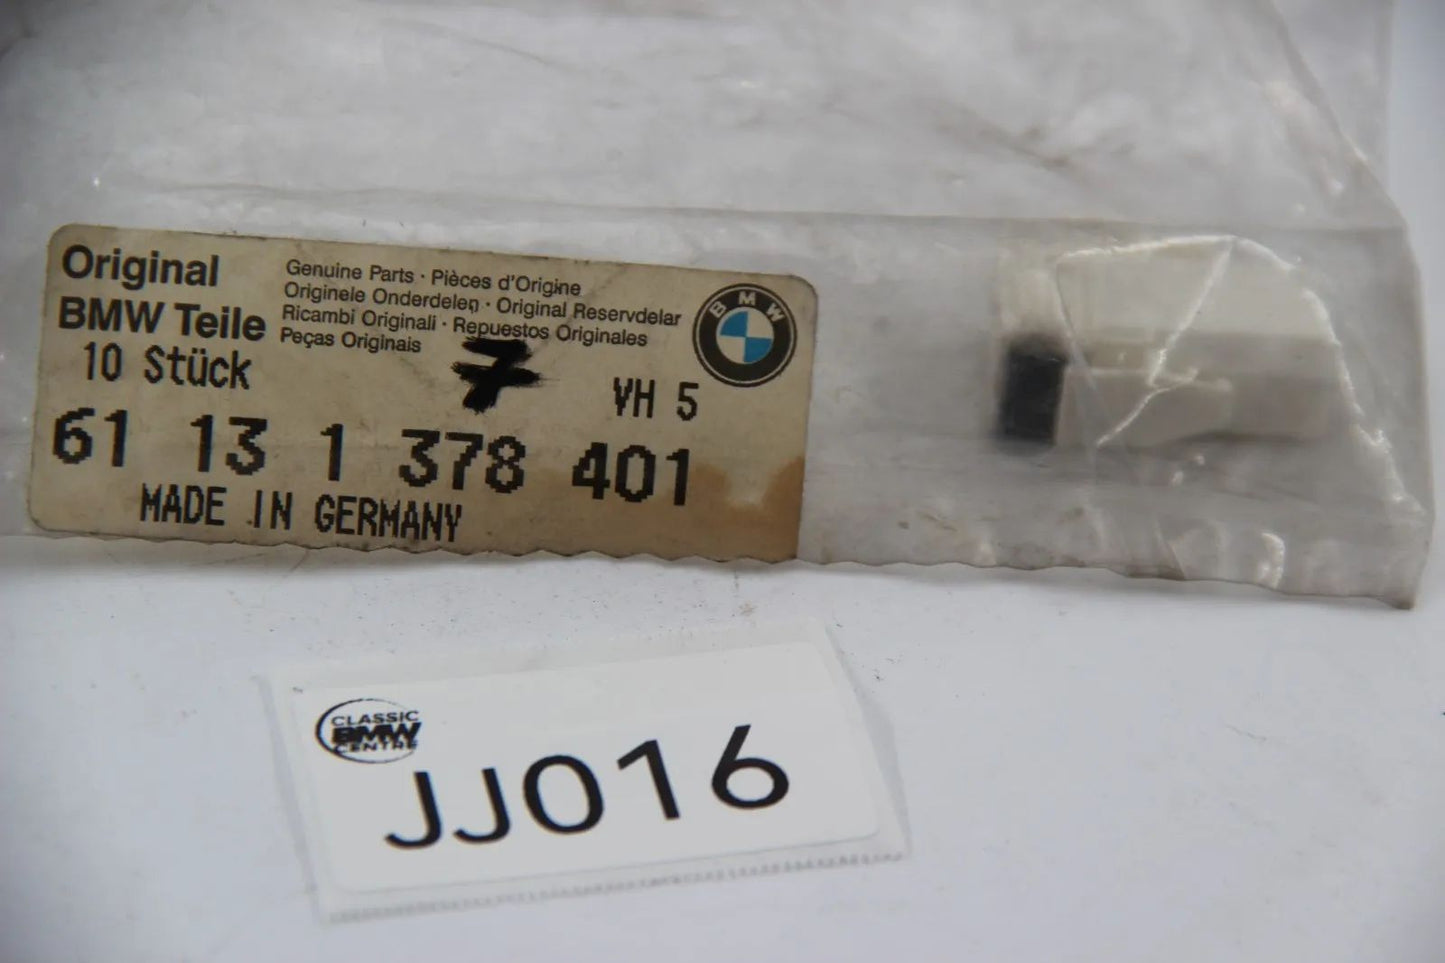 Original
BMW Teile
Genuine Parts · Pièces d'Origine
Originele Onderdelen · Original Reservdelar
Ricambi Originali · Repuestos Originales
Peças Originais
BMW
10 Stück
7
VH 5
61 13 1 378 401
MADE IN GERMANY
CLASSIC
BMW
CENTRE
JJ016